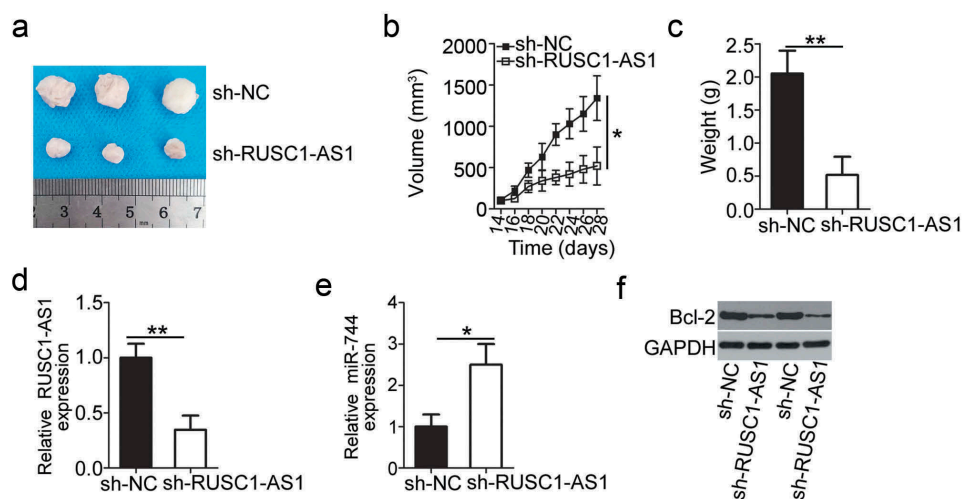 a
sh-NC
sh-RUSC1-AS1
2 3 4 5 6 7
mm
b
sh-NC
sh-RUSC1-AS1
2000
1500
1000
500
0
Volume (mm³)
14 16 18 20 22 24 26 28
Time (days)
*
c
**
2.5
2.0
1.5
1.0
0.5
0.0
Weight (g)
sh-NC sh-RUSC1-AS1
d
**
1.5
1.0
0.5
0.0
Relative RUSC1-AS1
expression
sh-NC sh-RUSC1-AS1
e
*
4
3
2
1
0
Relative miR-744
expression
sh-NC sh-RUSC1-AS1
f
Bcl-2
GAPDH
sh-NC
sh-RUSC1-AS1
sh-NC
sh-RUSC1-AS1